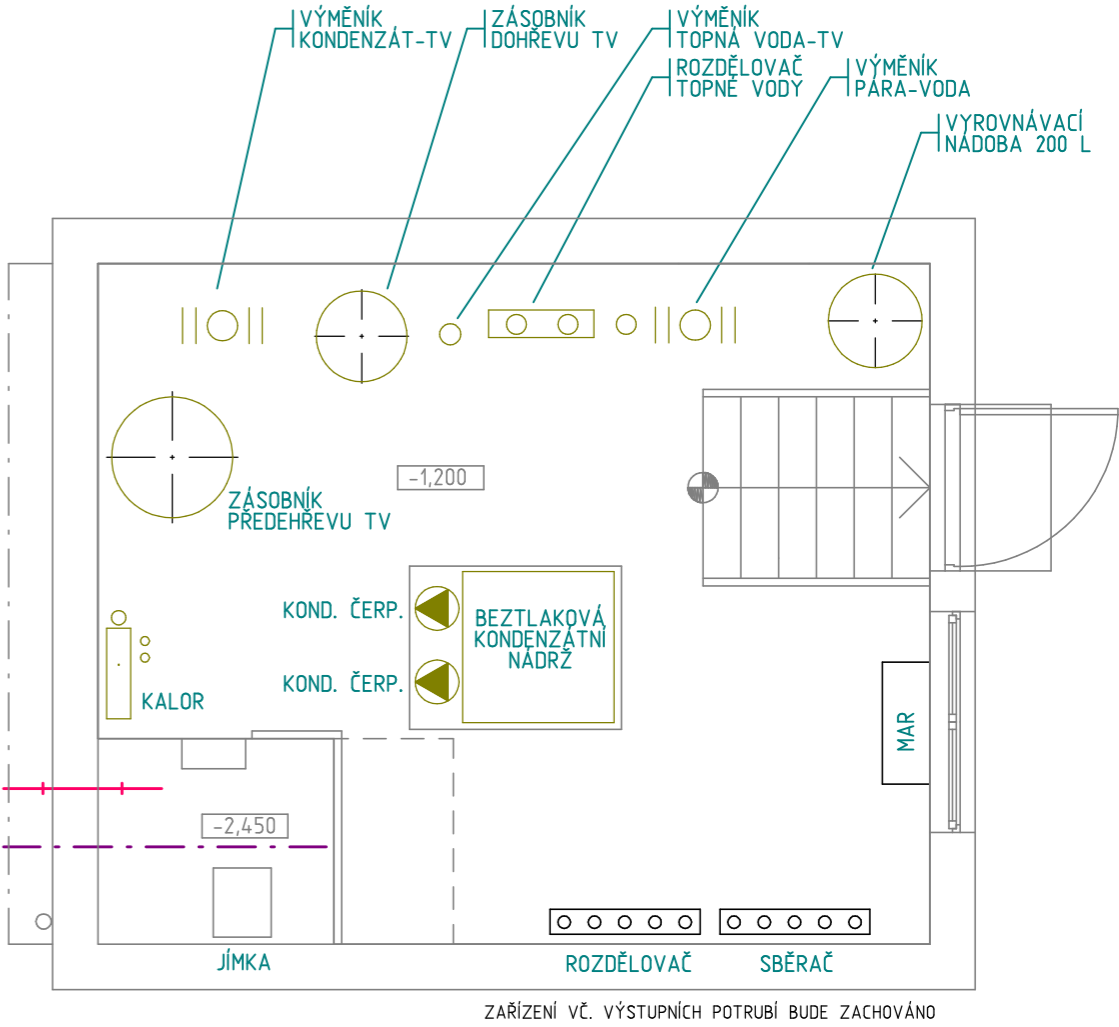 VÝMĚNÍK
KONDENZÁT-TV
ZÁSOBNÍK
DOHŘEVU TV
VÝMĚNÍK
TOPNÁ VODA-TV
ROZDĚLOVAČ
TOPNÉ VODY
VÝMĚNÍK
PÁRA-VODA
VYROVNÁVACÍ
NÁDOBA 200 L
-1,200
ZÁSOBNÍK
PŘEDEHŘEVU TV
KOND. ČERP.
BEZTLAKOVÁ
KONDENZÁTNÍ
NÁDRŽ
KOND. ČERP.
KALOR
MAR
-2,450
JÍMKA
ROZDĚLOVAČ
SBĚRAČ
ZAŘÍZENÍ VČ. VÝSTUPNÍCH POTRUBÍ BUDE ZACHOVÁNO